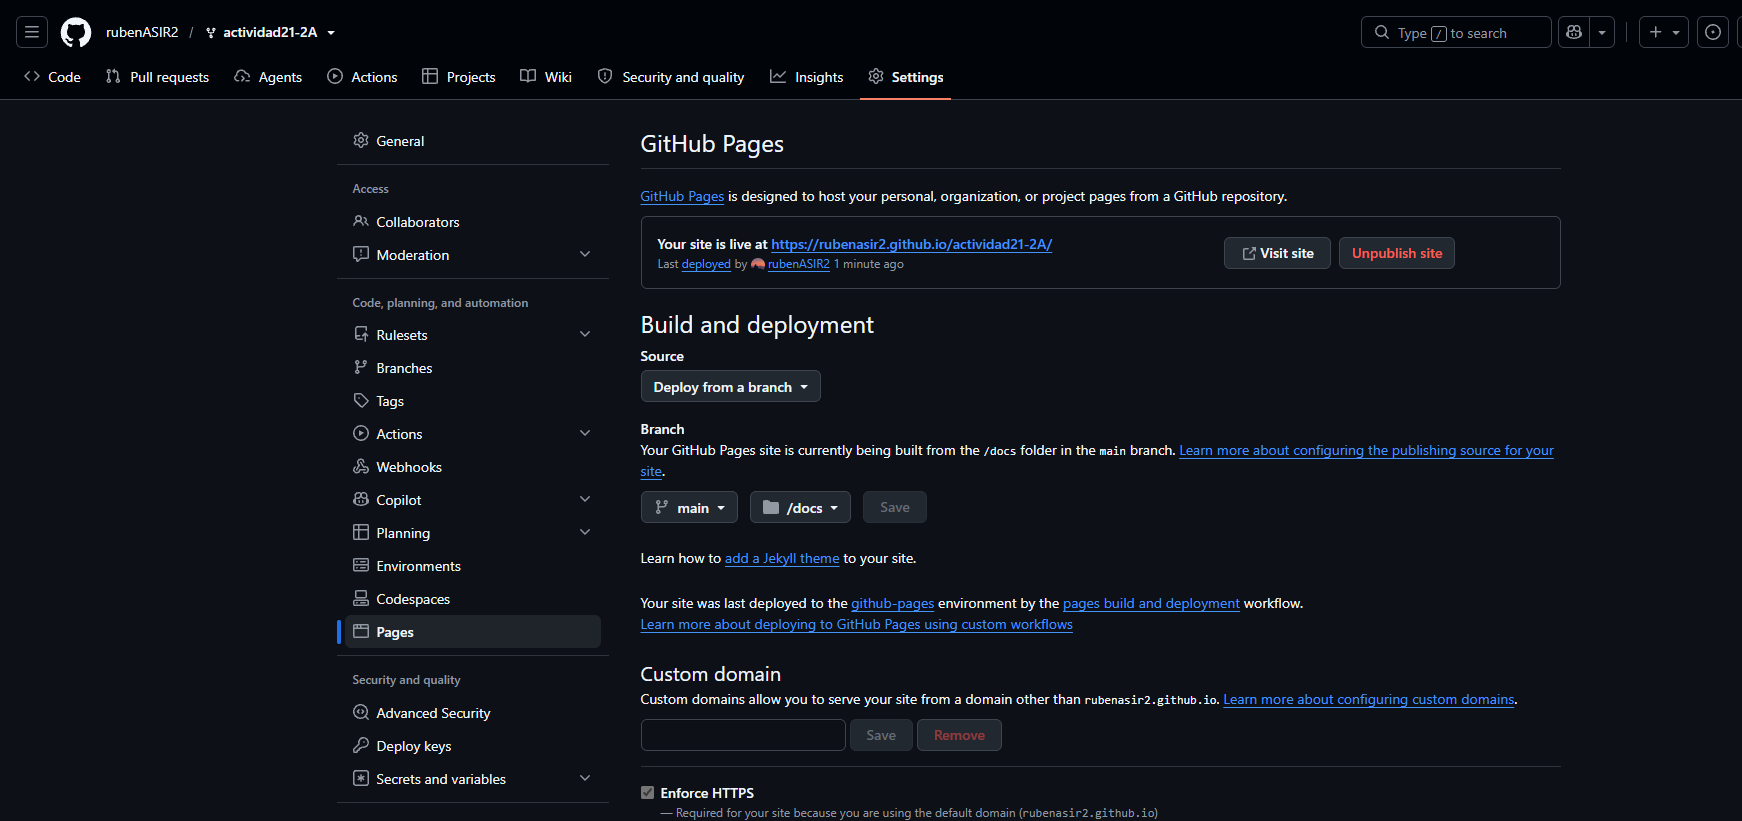 rubenASIR2 / actividad21-2A
Type / to search
Code Pull requests Agents Actions Projects Wiki Security and quality Insights Settings
General
Access
Collaborators
Moderation
Code, planning, and automation
Rulesets
Branches
Tags
Actions
Webhooks
Copilot
Planning
Environments
Codespaces
Pages
Security and quality
Advanced Security
Deploy keys
Secrets and variables
GitHub Pages
GitHub Pages is designed to host your personal, organization, or project pages from a GitHub repository.
Your site is live at https://rubenasir2.github.io/actividad21-2A/
Last deployed by rubenASIR2 1 minute ago
Visit site Unpublish site
Build and deployment
Source
Deploy from a branch
Branch
Your GitHub Pages site is currently being built from the /docs folder in the main branch. Learn more about configuring the publishing source for your
site.
main /docs Save
Learn how to add a Jekyll theme to your site.
Your site was last deployed to the github-pages environment by the pages build and deployment workflow.
Learn more about deploying to GitHub Pages using custom workflows
Custom domain
Custom domains allow you to serve your site from a domain other than rubenasir2.github.io. Learn more about configuring custom domains.
Save Remove
Enforce HTTPS
— Required for your site because you are using the default domain (rubenasir2.github.io)